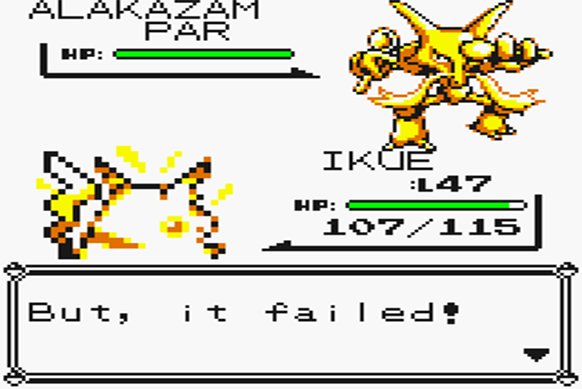 ALAKAZAM
PAR
HP:
IKUE
:L47
HP:
107/115
But, it failed!